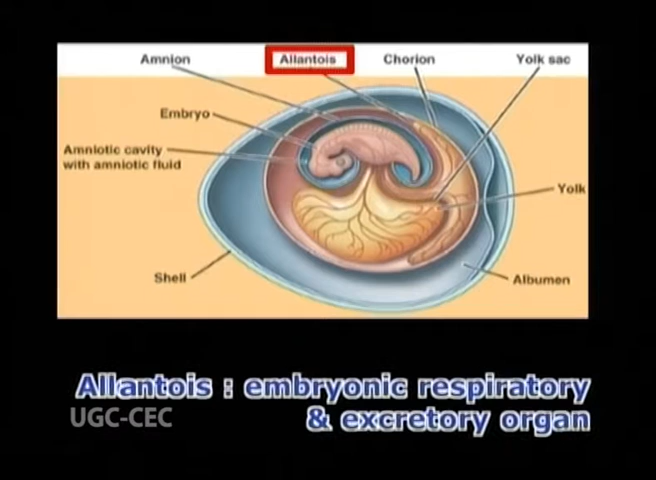 Amnion Allantois Chorion Yolk sac
Embryo
Amniotic cavity
with amniotic fluid
Yolk
Shell
Albumen
Allantois : embryonic respiratory
UGC-CEC & excretory organ